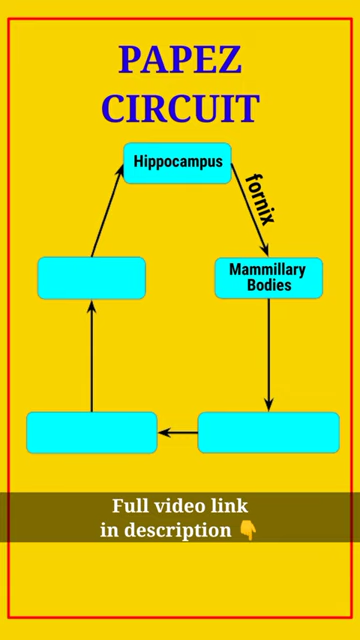 PAPEZ
CIRCUIT
Hippocampus
fornix
Mammillary
Bodies
Full video link
in description 👇